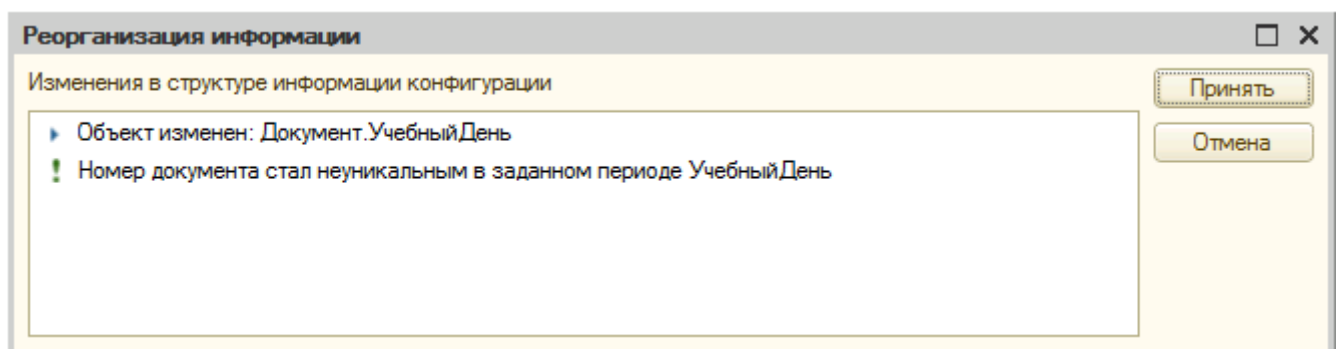 Реорганизация информации
Изменения в структуре информации конфигурации
Принять
Объект изменен: Документ.УчебныйДень
Отмена
Номер документа стал неуникальным в заданном периоде УчебныйДень